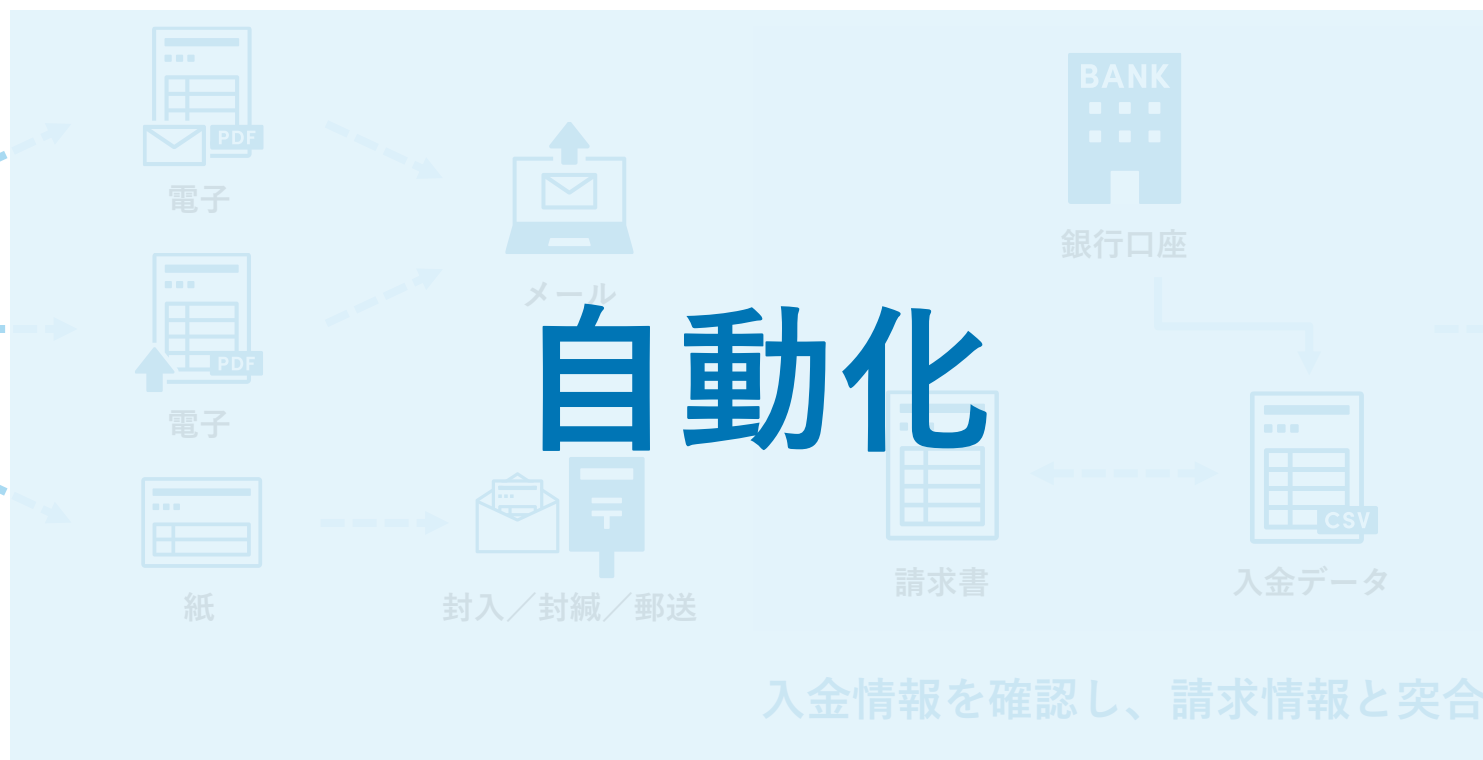 PDF
電子
BANK
銀行口座
メール
自動化
PDF
電子
CSV
紙
封入／封緘／郵送
請求書
入金データ
入金情報を確認し、請求情報と突合